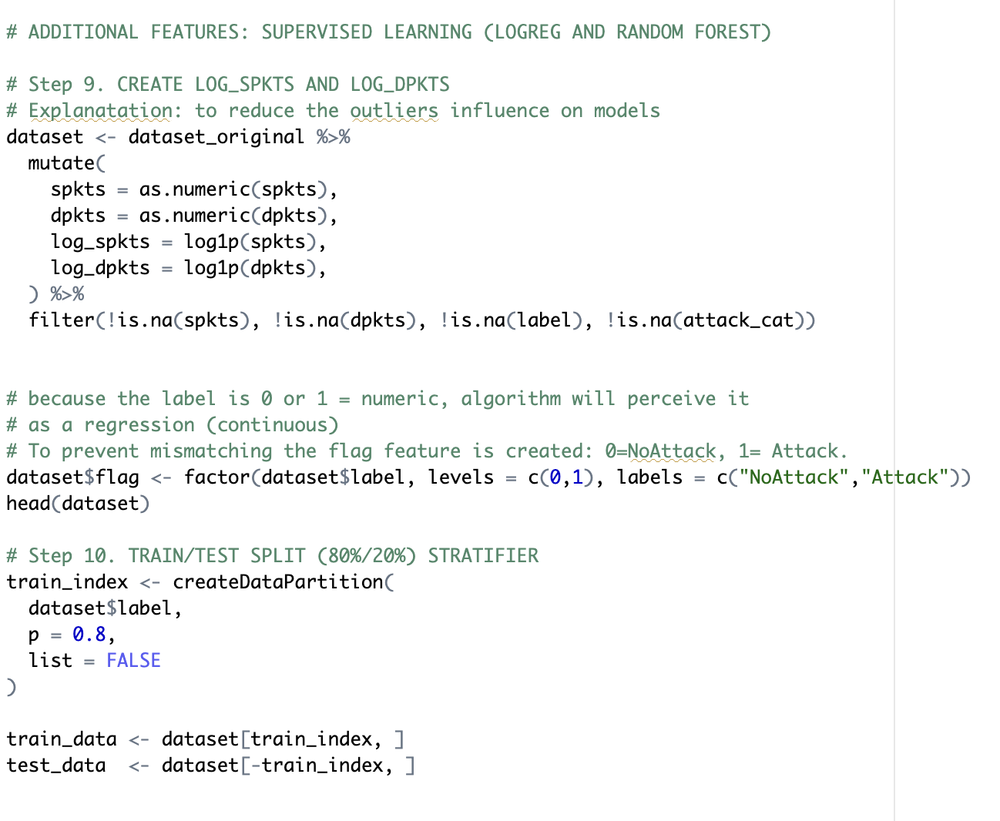 # ADDITIONAL FEATURES: SUPERVISED LEARNING (LOGREG AND RANDOM FOREST)
# Step 9. CREATE LOG_SPKTS AND LOG_DPKTS
# Explanatation: to reduce the outliers influence on models
dataset <- dataset_original %>%
  mutate(
    spkts = as.numeric(spkts),
    dpkts = as.numeric(dpkts),
    log_spkts = log1p(spkts),
    log_dpkts = log1p(dpkts),
  ) %>%
  filter(!is.na(spkts), !is.na(dpkts), !is.na(label), !is.na(attack_cat))
# because the label is 0 or 1 = numeric, algorithm will perceive it
# as a regression (continuous)
# To prevent mismatching the flag feature is created: 0=NoAttack, 1= Attack.
dataset$flag <- factor(dataset$label, levels = c(0,1), labels = c("NoAttack","Attack"))
head(dataset)
# Step 10. TRAIN/TEST SPLIT (80%/20%) STRATIFIER
train_index <- createDataPartition(
  dataset$label,
  p = 0.8,
  list = FALSE
)
train_data <- dataset[train_index, ]
test_data  <- dataset[-train_index, ]